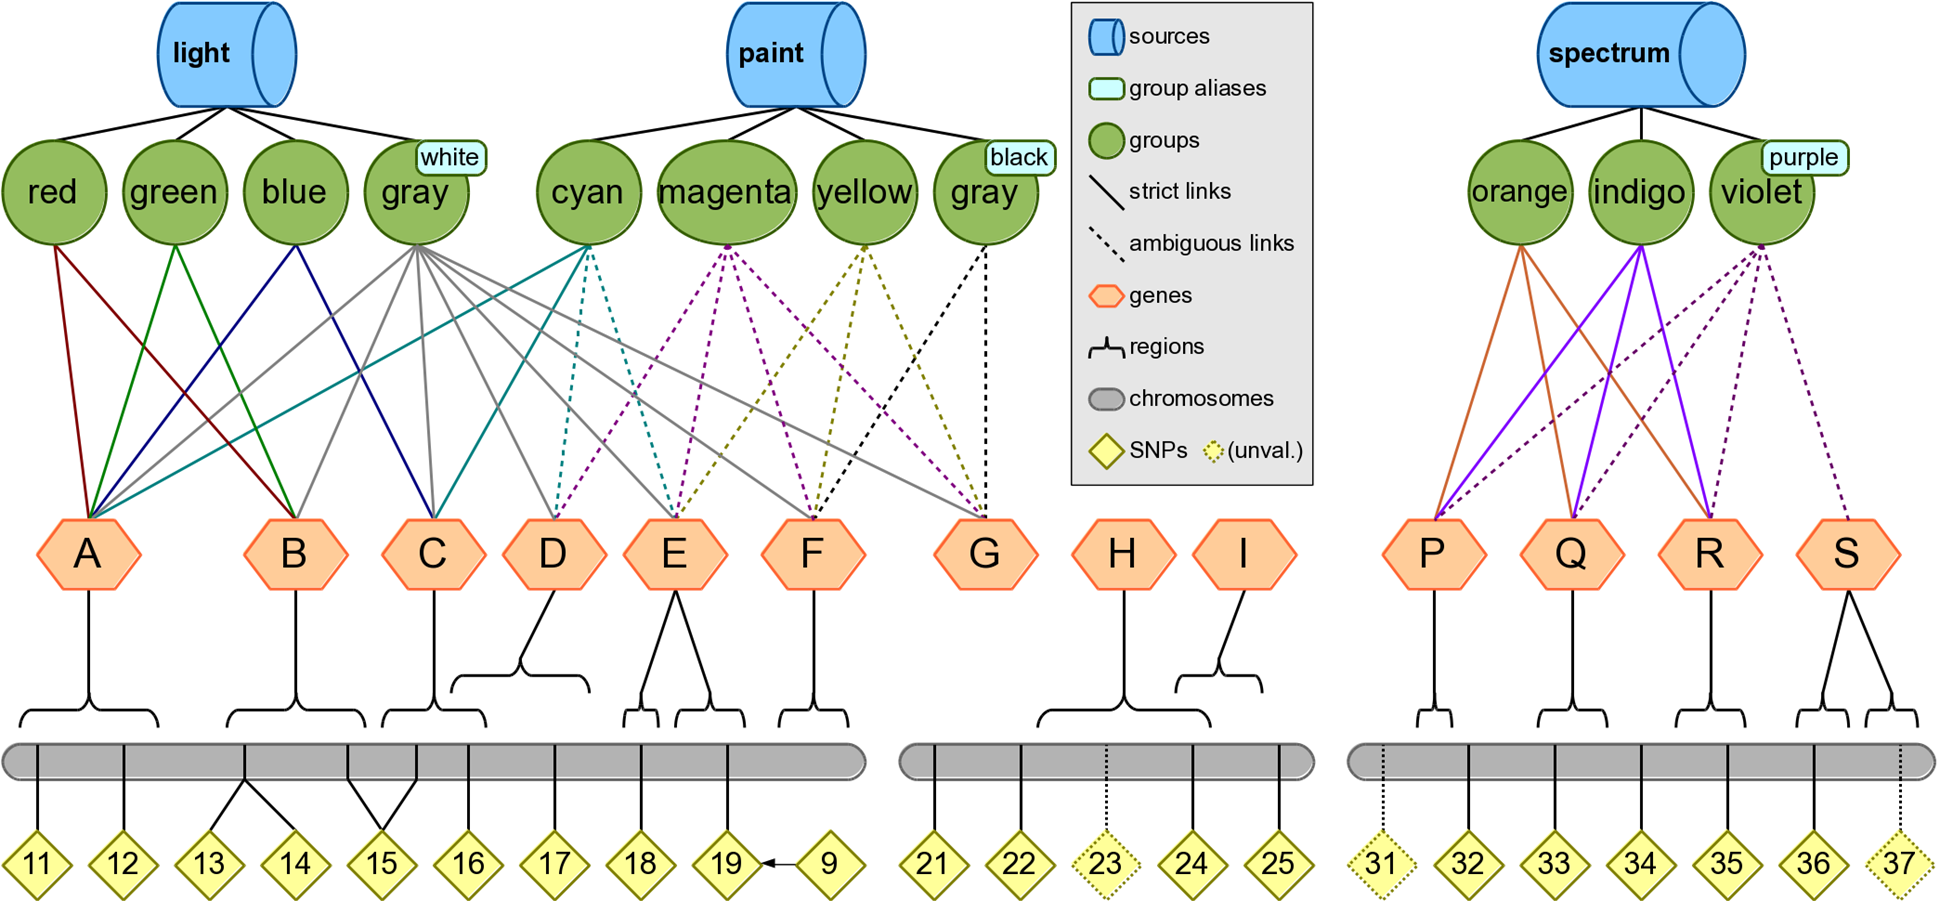 light
paint
spectrum
sources
group aliases
groups
strict links
ambiguous links
genes
regions
chromosomes
SNPs (unval.)
red green blue gray white
cyan magenta yellow gray black
orange indigo violet purple
A B C D E F G H I P Q R S
11 12 13 14 15 16 17 18 19 9 21 22 23 24 25 31 32 33 34 35 36 37